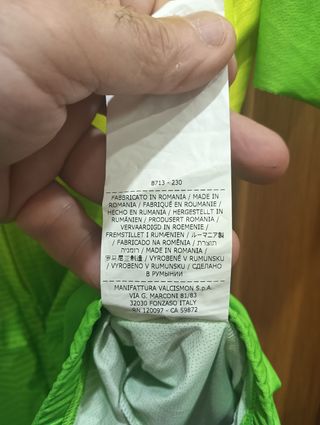 8713 - 230
FABBRICATO IN ROMANIA / MADE IN
ROMANIA / FABRIQUÉ EN ROUMANIE /
HECHO EN RUMANIA / HERGESTELLT IN
RUMÄNIEN / PRODUSERT ROMANIA /
VERVAARDIGD IN ROEMENIE /
FREMSTILLET I RUMÆNIEN / ルーマニア製
/ FABRICADO NA ROMÊNIA / תוצרת
רומניה / MADE IN ROMANIA /
罗马尼亚制造 / VYROBENÉ V RUMUNSKU
/ VYROBENO V RUMUNSKU / СДЕЛАНО
В РУМЫНИИ
MANIFATTURA VALCISMON S.p.A.
VIA G. MARCONI 81/83
32030 FONZASO ITALY
RN 120097 - CA 59872